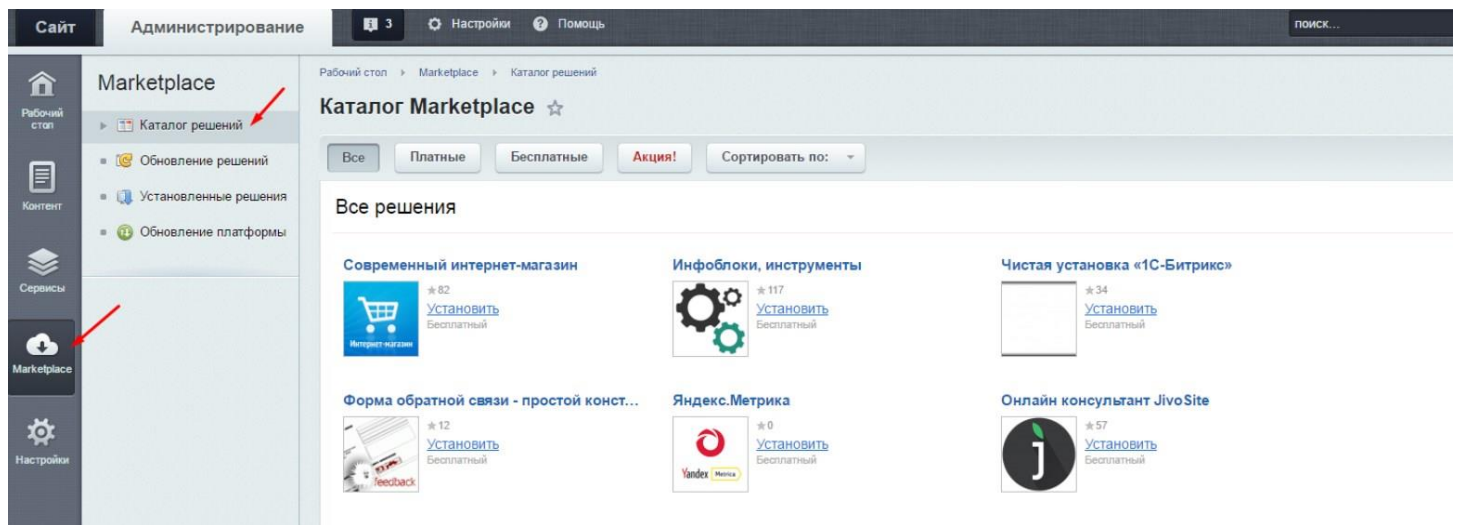 Сайт
Администрирование
3
Настройки
Помощь
поиск...
Рабочий стол
Контент
Сервисы
Marketplace
Настройки
Marketplace
Каталог решений
Обновление решений
Установленные решения
Обновление платформы
Рабочий стол Marketplace Каталог решений
Каталог Marketplace
Все
Платные
Бесплатные
Акция!
Сортировать по:
Все решения
Современный интернет-магазин
82
Установить
Бесплатный
Интернет-магазин
Инфоблоки, инструменты
117
Установить
Бесплатный
Чистая установка «1С-Битрикс»
34
Установить
Бесплатный
Форма обратной связи - простой конст...
12
Установить
Бесплатный
feedback
Яндекс.Метрика
0
Установить
Бесплатный
Yandex Metrica
Онлайн консультант JivoSite
57
Установить
Бесплатный
j